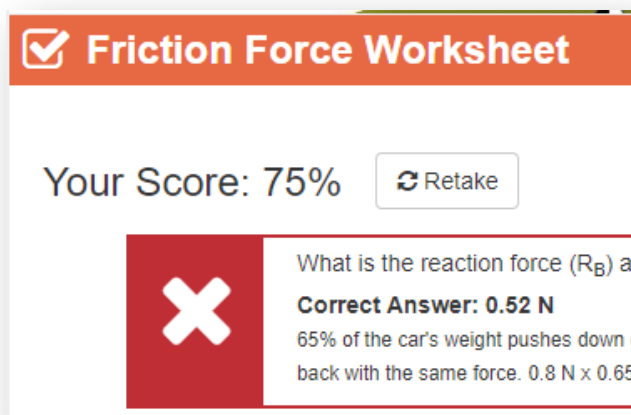 Friction Force Worksheet
Your Score: 75%
Retake
What is the reaction force (RB) a
Correct Answer: 0.52 N
65% of the car's weight pushes down
back with the same force. 0.8 N x 0.65